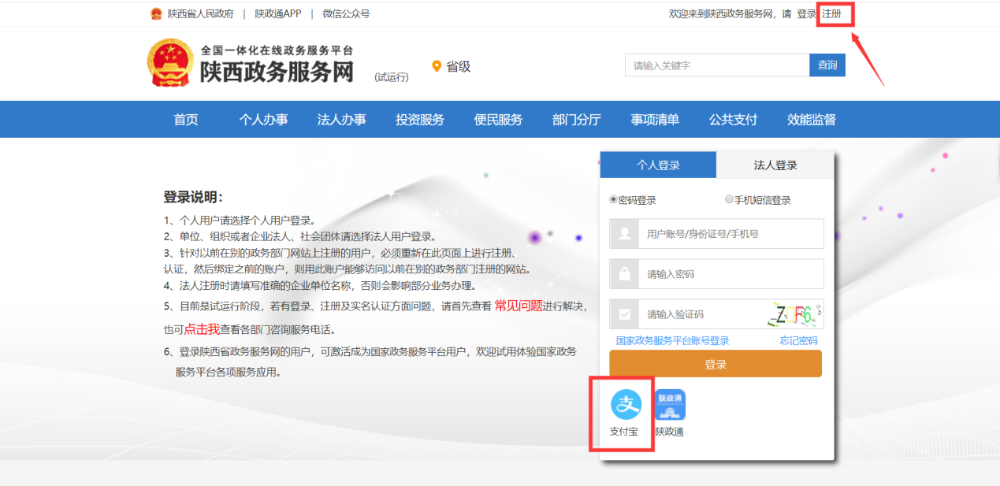 陕西省人民政府 | 陕政通APP | 微信公众号
欢迎来到陕西政务服务网，请 登录 注册
全国一体化在线政务服务平台
陕西政务服务网
(试运行)
省级
请输入关键字
查询
首页 个人办事 法人办事 投资服务 便民服务 部门分厅 事项清单 公共支付 效能监督
登录说明：
1、个人用户请选择个人用户登录。
2、单位、组织或者企业法人、社会团体请选择法人用户登录。
3、针对以前在别的政务部门网站上注册的用户，必须重新在此页面上进行注册、
认证，然后绑定之前的账户，则用此账户能够访问以前在别的政务部门注册的网站。
4、法人注册时请填写准确的企业单位名称，否则会影响部分业务办理。
5、目前是试运行阶段，若有登录、注册及实名认证方面问题，请首先查看 常见问题进行解决，
也可点击我查看各部门咨询服务电话。
6、登录陕西省政务服务网的用户，可激活成为国家政务服务平台用户，欢迎试用体验国家政务
服务平台各项服务应用。
个人登录 法人登录
密码登录 手机短信登录
用户账号/身份证号/手机号
请输入密码
请输入验证码
ZDF6
国家政务服务平台账号登录 忘记密码
登录
支
陕政通
支付宝 陕政通